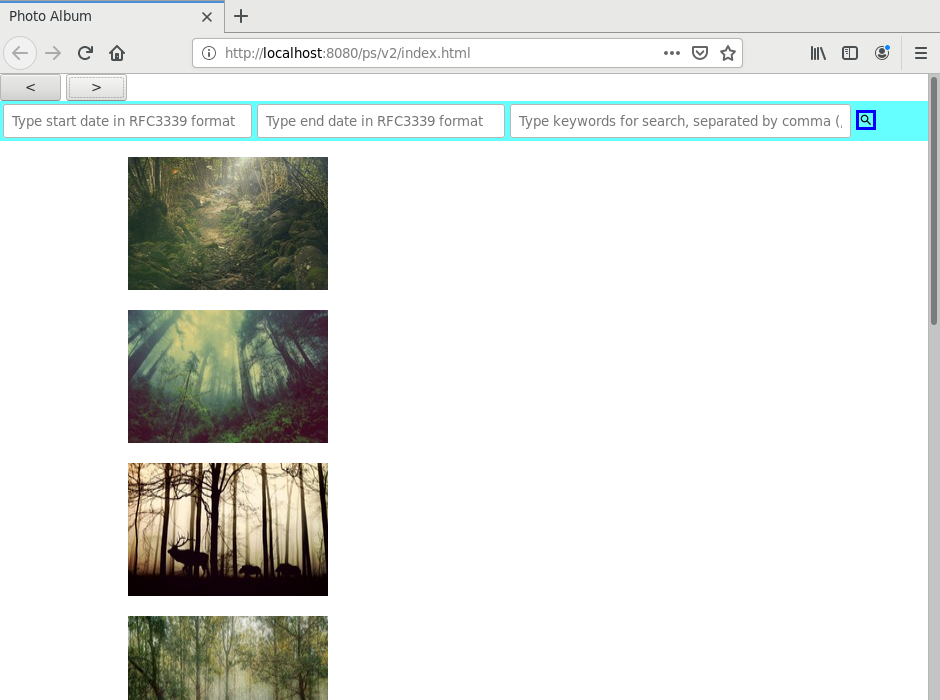 Photo Album
http://localhost:8080/ps/v2/index.html
< >
Type start date in RFC3339 format Type end date in RFC3339 format Type keywords for search, separated by comma (,